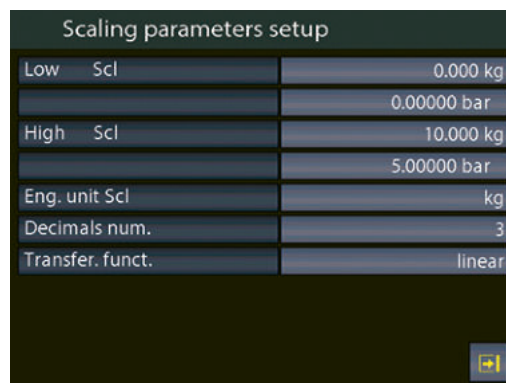 Scaling parameters setup
Low Scl 0.000 kg
0.00000 bar
High Scl 10.000 kg
5.00000 bar
Eng. unit Scl kg
Decimals num. 3
Transfer. funct. linear